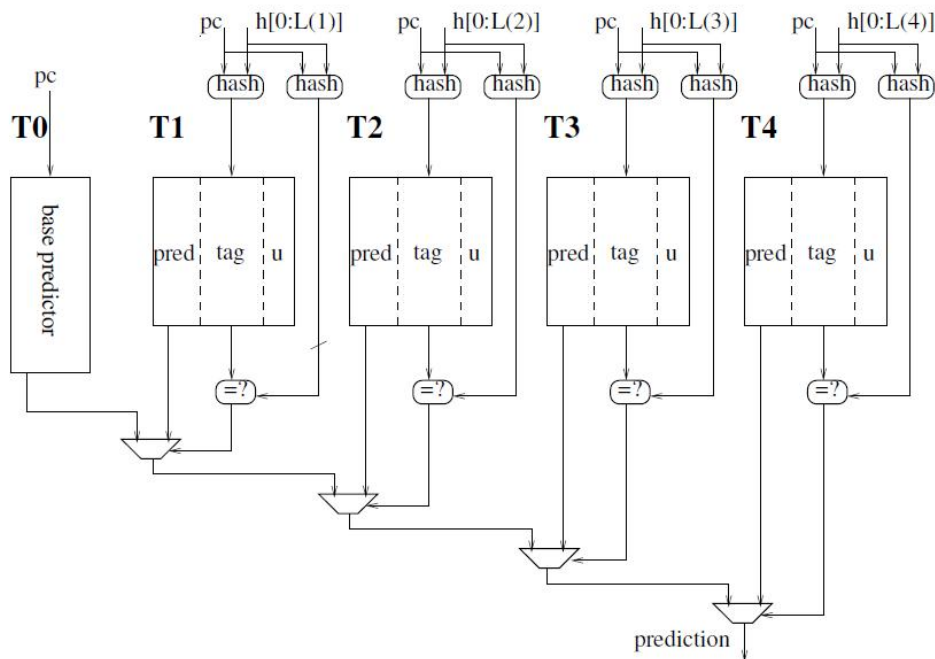 pc h[0:L(1)] pc h[0:L(2)] pc h[0:L(3)] pc h[0:L(4)]
hash hash hash hash hash hash hash hash
pc
T0 T1 T2 T3 T4
base predictor
pred tag u pred tag u pred tag u pred tag u
=? =? =? =?
prediction